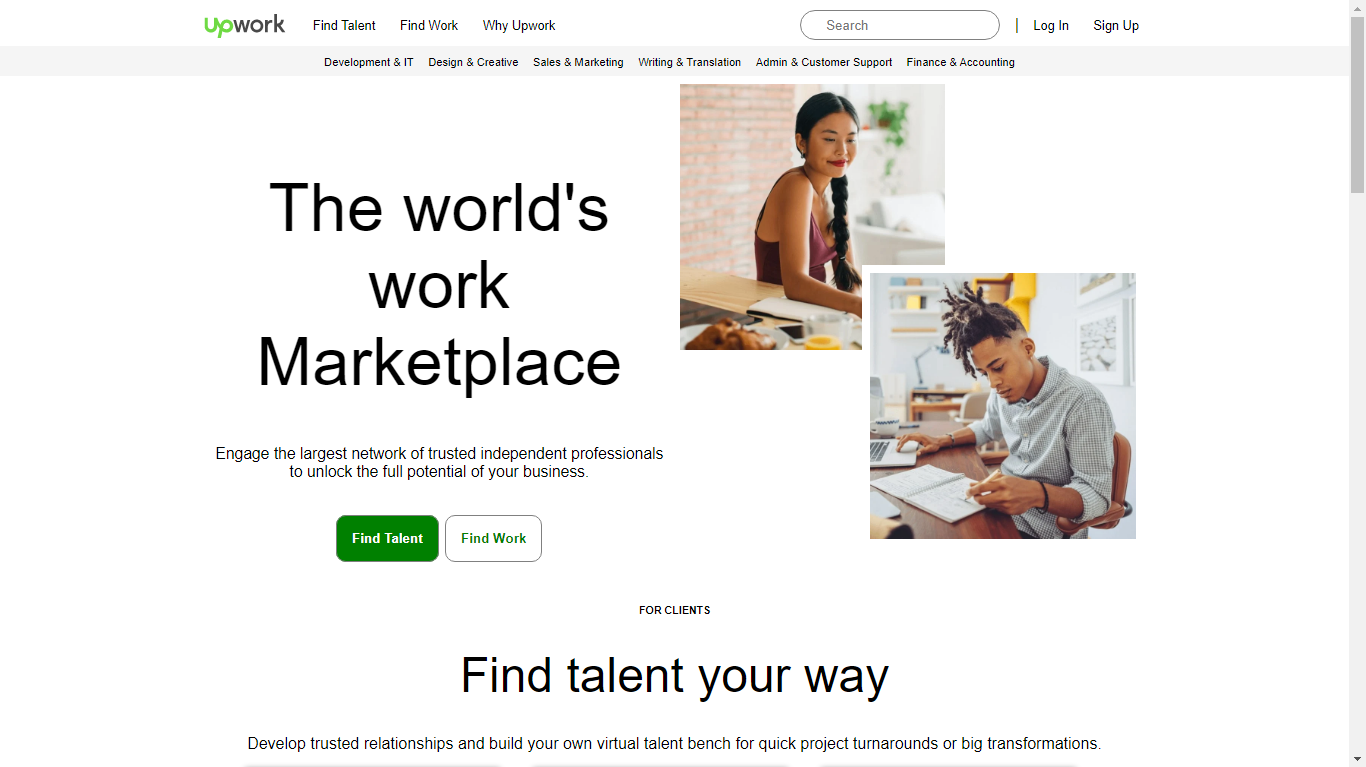 upwork Find Talent Find Work Why Upwork Search Log In Sign Up
Development & IT Design & Creative Sales & Marketing Writing & Translation Admin & Customer Support Finance & Accounting
The world's
work
Marketplace
Engage the largest network of trusted independent professionals
to unlock the full potential of your business.
Find Talent Find Work
FOR CLIENTS
Find talent your way
Develop trusted relationships and build your own virtual talent bench for quick project turnarounds or big transformations.